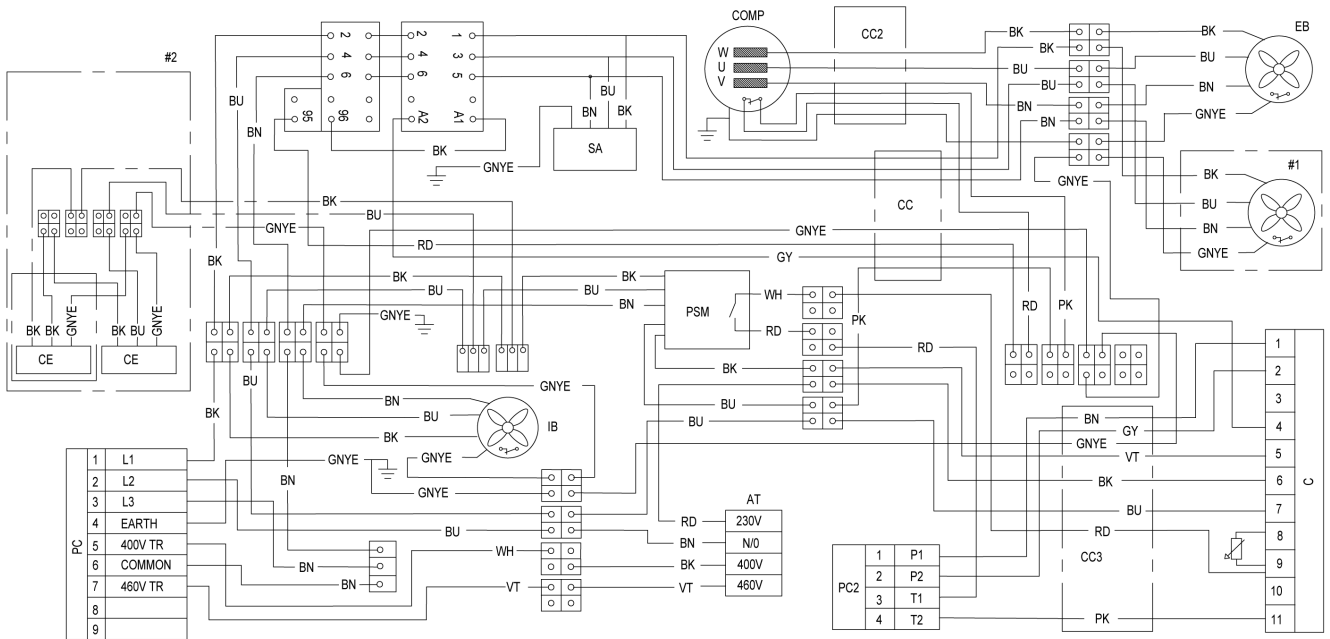 #2
2 2 1
4 4 3
6 6 5
95 96 A2 A1
BU
BN
BK
GNYE
BN BU BK
SA
COMP
W
U
V
CC2
BK
BK
BU
BU
BN
BN
GNYE
BK
BU
BN
GNYE
EB
#1
BK
BU
BN
GNYE
CC
BK
BU
GNYE
RD
GNYE
GY
BK
BK
BU
BN
BK
BU
GNYE
PSM
WH
RD
PK
RD
RD PK
BK BK GNYE BK BU GNYE
CE CE
BU
BK
BN
BU
BK
IB
GNYE
BK
BU
BU
GNYE
GNYE
GNYE
BN
BN
GY
GNYE
VT
BK
BU
RD
PK
CC3
PC
1 L1
2 L2
3 L3
4 EARTH
5 400V TR
6 COMMON
7 460V TR
8
9
BU
WH
BN
BN
VT
AT
RD 230V
BN N/0
BK 400V
VT 460V
PC2
1 P1
2 P2
3 T1
4 T2
1
2
3
4
5
6
7
8
9
10
11
C